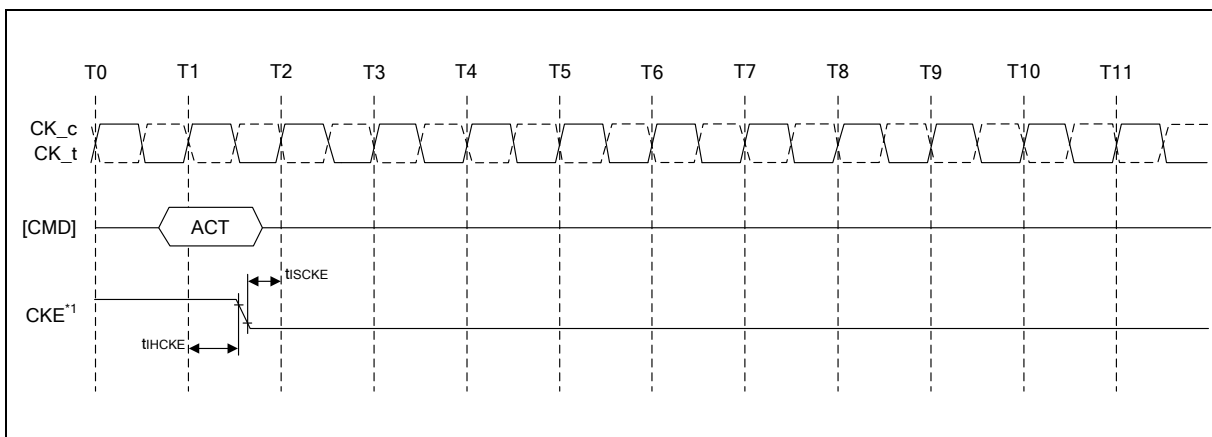 T0 T1 T2 T3 T4 T5 T6 T7 T8 T9 T10 T11
CK_c
CK_t
[CMD] ACT
tISCKE
CKE*1
tIHCKE